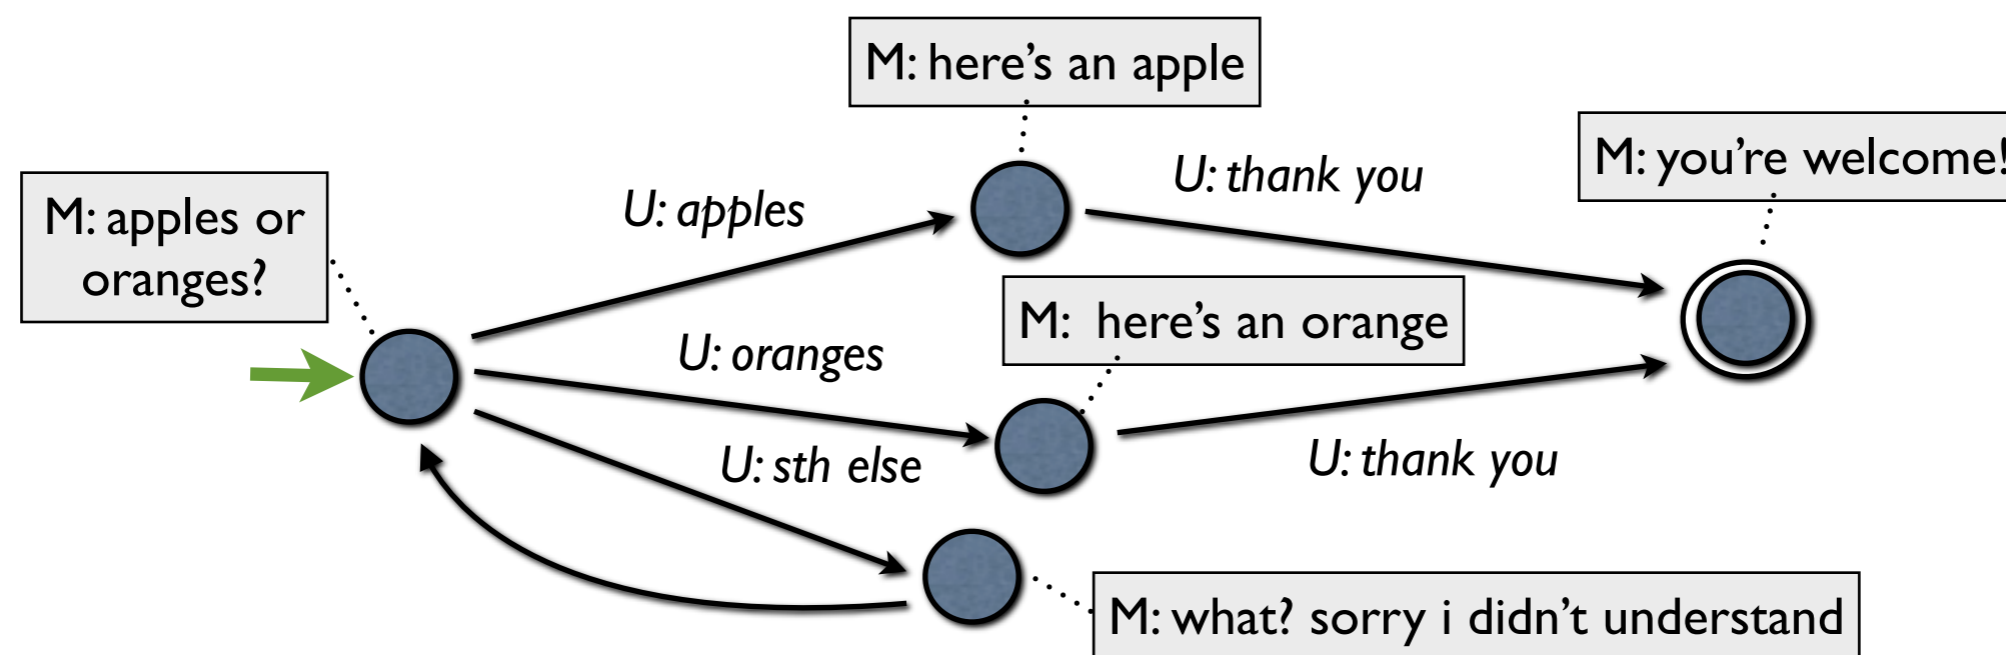 M: here's an apple
M: you're welcome!
U: thank you
U: apples
M: apples or
oranges?
M: here's an orange
U: oranges
U: sth else
U: thank you
M: what? sorry i didn't understand